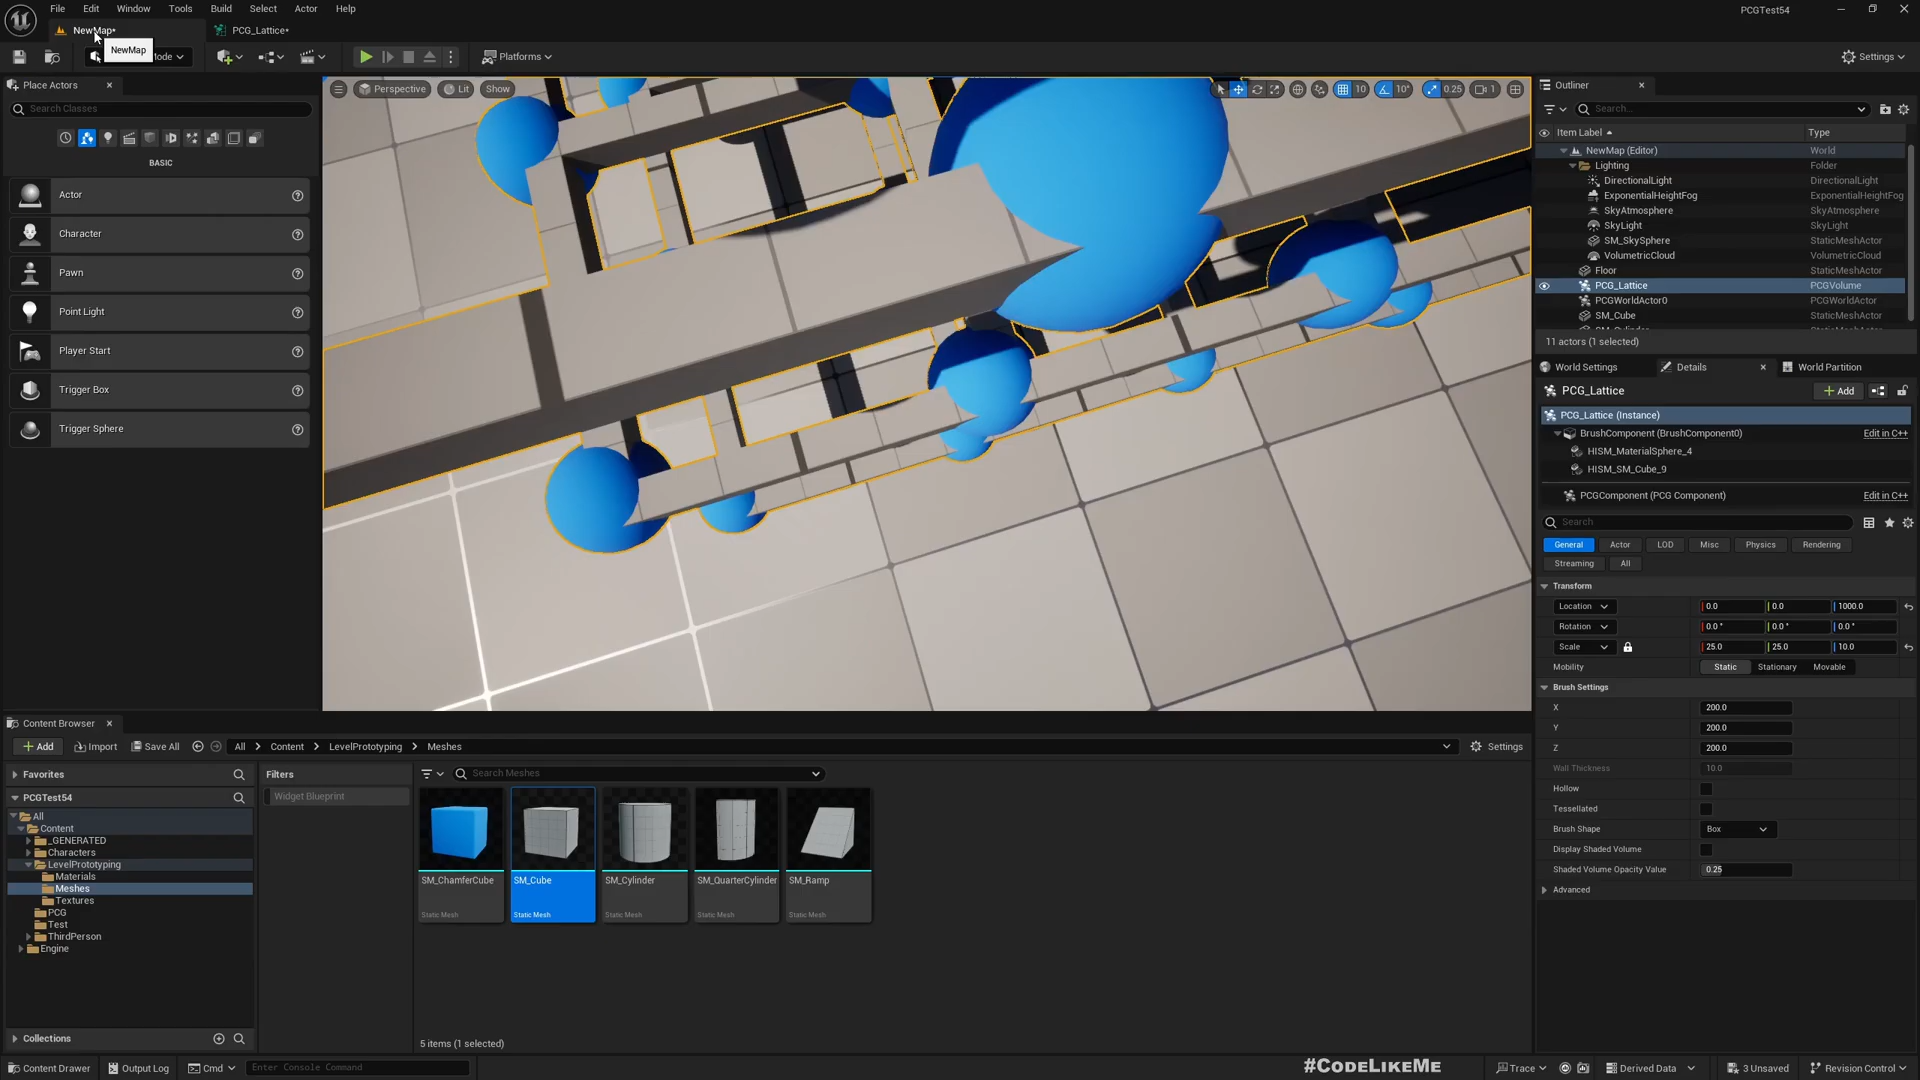 File Edit Window Tools Build Select Actor Help
PCGTest54
NewMap•
PCG_Lattice•
NewMap
Mode
Platforms
Settings
Place Actors
Search Classes
BASIC
Actor
Character
Pawn
Point Light
Player Start
Trigger Box
Trigger Sphere
Perspective
Lit
Show
10
10°
0.25
1
Outliner
Search...
Item Label
Type
NewMap (Editor) World
Lighting Folder
DirectionalLight DirectionalLight
ExponentialHeightFog ExponentialHeightFog
SkyAtmosphere SkyAtmosphere
SkyLight SkyLight
SM_SkySphere StaticMeshActor
VolumetricCloud VolumetricCloud
Floor StaticMeshActor
PCG_Lattice PCGVolume
PCGWorldActor0 PCGWorldActor
SM_Cube StaticMeshActor
SM_Cylinder StaticMeshActor
11 actors (1 selected)
World Settings
Details
World Partition
PCG_Lattice
Add
PCG_Lattice (Instance)
BrushComponent (BrushComponent0) Edit in C++
HISM_MaterialSphere_4
HISM_SM_Cube_9
PCGComponent (PCG Component) Edit in C++
Search
General Actor LOD Misc Physics Rendering
Streaming All
Transform
Location 0.0 0.0 1000.0
Rotation 0.0 ° 0.0 ° 0.0 °
Scale 25.0 25.0 10.0
Mobility Static Stationary Movable
Brush Settings
X 200.0
Y 200.0
Z 200.0
Wall Thickness 10.0
Hollow
Tessellated
Brush Shape Box
Display Shaded Volume
Shaded Volume Opacity Value 0.25
Advanced
Content Browser
Add Import Save All All Content LevelPrototyping Meshes Settings
Favorites
PCGTest54
All
Content
_GENERATED
Characters
LevelPrototyping
Materials
Meshes
Textures
PCG
Test
ThirdPerson
Engine
Collections
Filters
Widget Blueprint
Search Meshes
SM_ChamferCube SM_Cube SM_Cylinder SM_QuarterCylinder SM_Ramp
Static Mesh Static Mesh Static Mesh Static Mesh Static Mesh
5 items (1 selected)
#CODELIKEME
Content Drawer Output Log Cmd Enter Console Command Trace Derived Data 3 Unsaved Revision Control